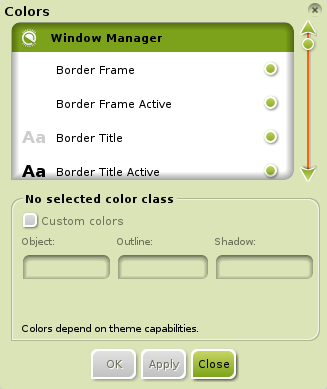 Colors
Window Manager
Border Frame
Border Frame Active
Aa Border Title
Aa Border Title Active
No selected color class
Custom colors
Object: Outline: Shadow:
Colors depend on theme capabilities.
OK Apply Close